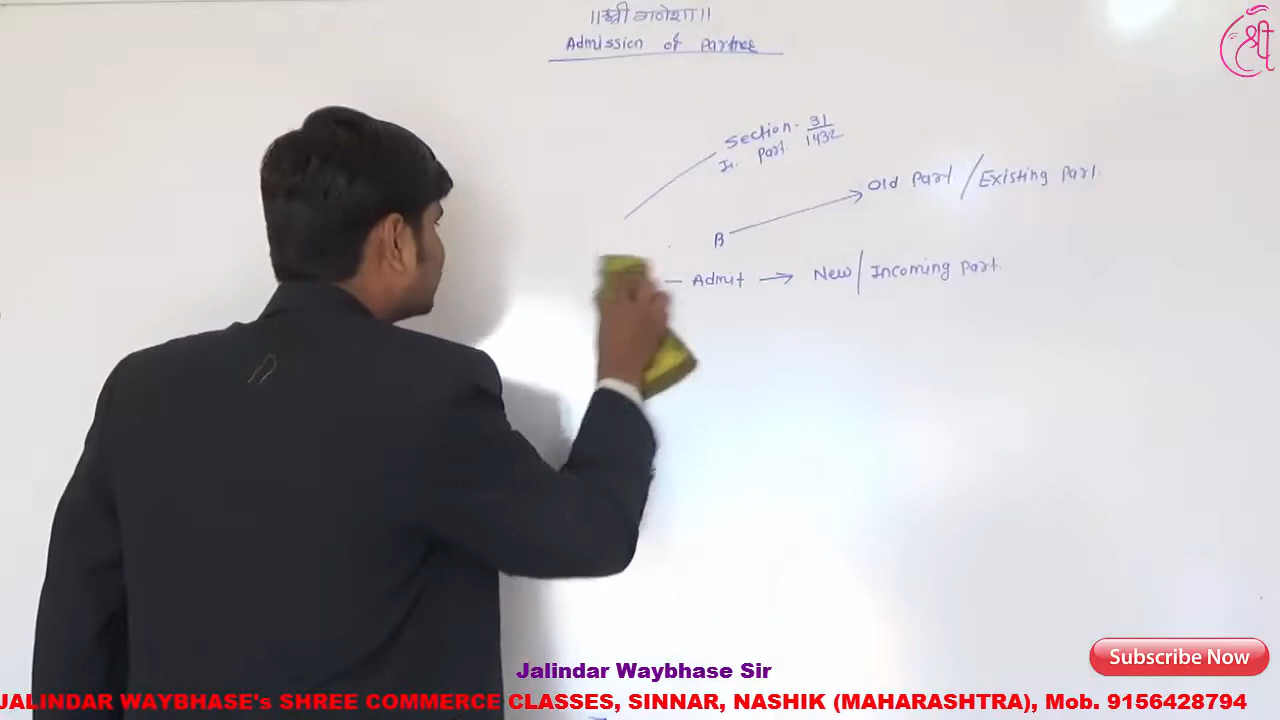 ॥श्री गणेशा॥
Admission of Partner
श्री
Section - 31
In. Part. 1932
Old Part / Existing Part.
B
— Admit → New / Incoming Part.
Jalindar Waybhase Sir
Subscribe Now
JALINDAR WAYBHASE's SHREE COMMERCE CLASSES, SINNAR, NASHIK (MAHARASHTRA), Mob. 9156428794